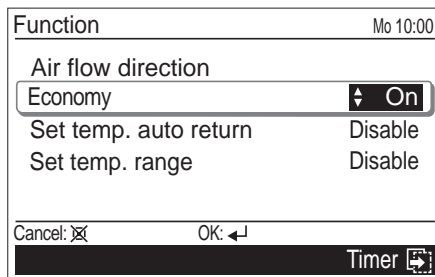 Function Mo 10:00
Air flow direction
Economy On
Set temp. auto return Disable
Set temp. range Disable
Cancel: OK:
Timer